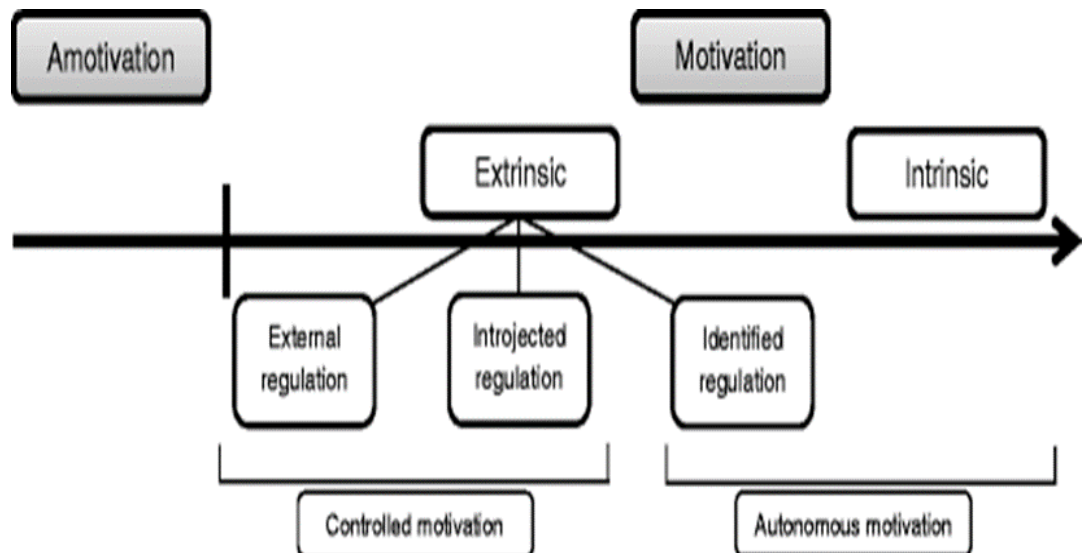 Amotivation
Motivation
Extrinsic
Intrinsic
External
regulation
Introjected
regulation
Identified
regulation
Controlled motivation
Autonomous motivation